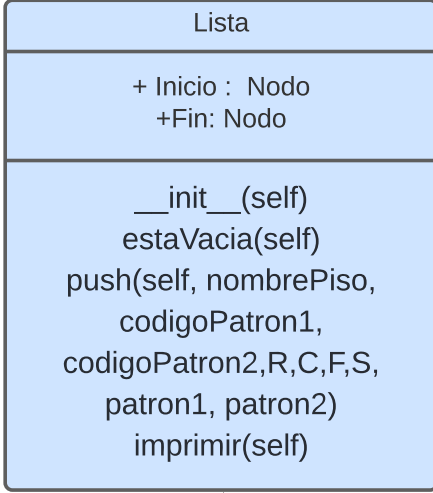 Lista
+ Inicio :  Nodo
+Fin: Nodo
__init__(self)
estaVacia(self)
push(self, nombrePiso,
codigoPatron1,
codigoPatron2,R,C,F,S,
patron1, patron2)
imprimir(self)